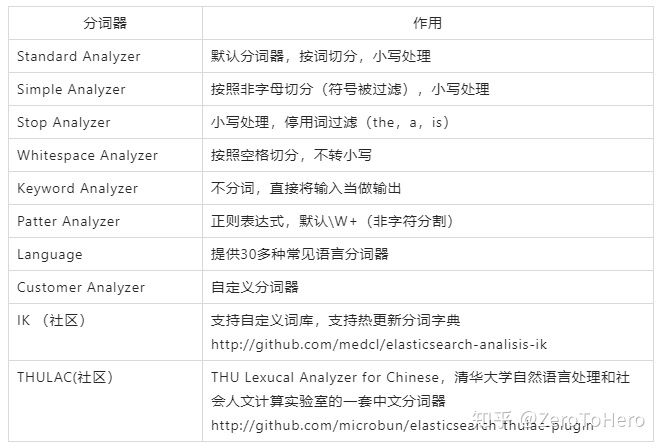 分词器 作用
Standard Analyzer 默认分词器，按词切分，小写处理
Simple Analyzer 按照非字母切分（符号被过滤），小写处理
Stop Analyzer 小写处理，停用词过滤（the，a，is）
Whitespace Analyzer 按照空格切分，不转小写
Keyword Analyzer 不分词，直接将输入当做输出
Patter Analyzer 正则表达式，默认\W+（非字符分割）
Language 提供30多种常见语言分词器
Customer Analyzer 自定义分词器
IK （社区） 支持自定义词库，支持热更新分词字典
http://github.com/medcl/elasticsearch-analisis-ik
THULAC(社区） THU Lexucal Analyzer for Chinese，清华大学自然语言处理和社
会人文计算实验室的一套中文分词器
http://github.com/microbun/elasticsearch-thulac-plugin
知乎 @ZeroToHero